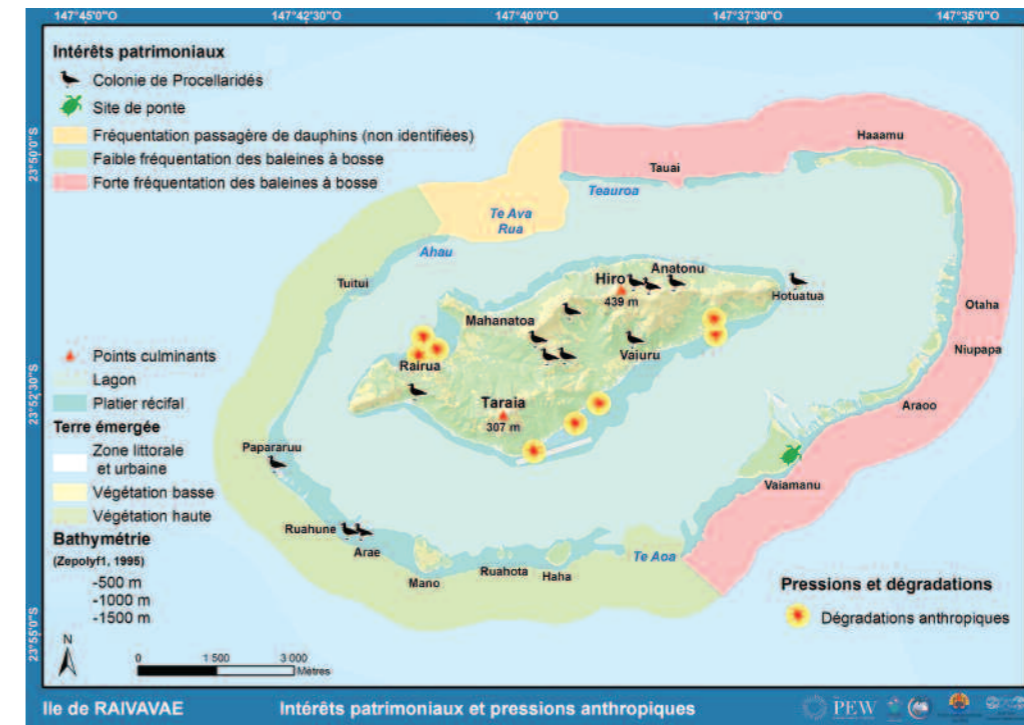 147°45'0"O 147°42'30"O 147°40'0"O 147°37'30"O 147°35'0"O
Intérêts patrimoniaux
Colonie de Procellaridés
Site de ponte
Fréquentation passagère de dauphins (non identifiées)
Faible fréquentation des baleines à bosse
Forte fréquentation des baleines à bosse
23°50'0"S
Haaamu
Tauai
Teauroa
Te Ava
Rua
Ahau
Tuitui
Hiro
Anatonu
439 m
Hotuatua
Mahanatoa
Otaha
Vaiuru
Niupapa
Rairua
Points culminants
Lagon
Platier récifal
23°52'30"S
Taraia
307 m
Araoo
Terre émergée
Zone littorale
et urbaine
Végétation basse
Végétation haute
Papararuu
Vaiamanu
Ruahune
Arae
Mano
Ruahota
Haha
Te Aoa
Bathymétrie
(Zepolyf1, 1995)
-500 m
-1000 m
-1500 m
Pressions et dégradations
Dégradations anthropiques
23°55'0"S
N
0 1 500 3 000
Mètres
Ile de RAIVAVAE
Intérêts patrimoniaux et pressions anthropiques
PEW